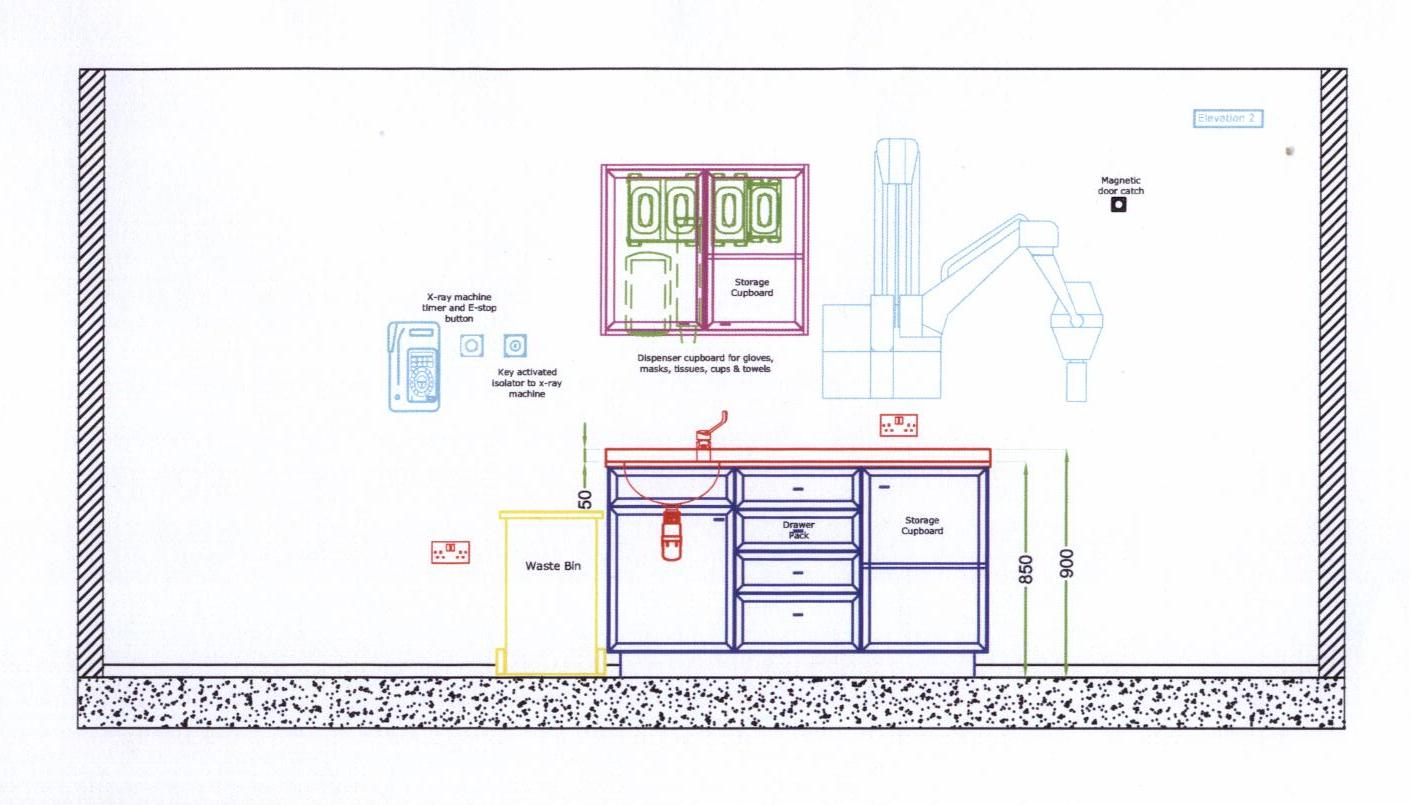 Elevation 2
Magnetic
door catch
Storage
Cupboard
X-ray machine
timer and E-stop
button
Dispenser cupboard for gloves,
masks, tissues, cups & towels
Key activated
isolator to x-ray
machine
50
Waste Bin
Drawer
Pack
Storage
Cupboard
850
900